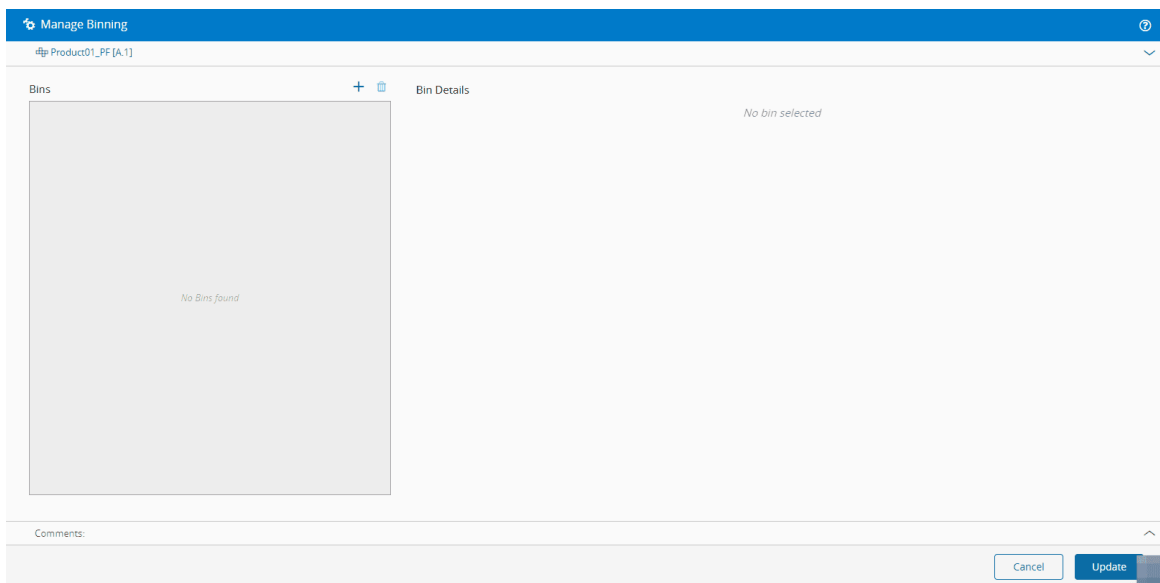 Manage Binning
Product01_PF [A.1]
Bins
Bin Details
No bin selected
No Bins found
Comments:
Cancel
Update